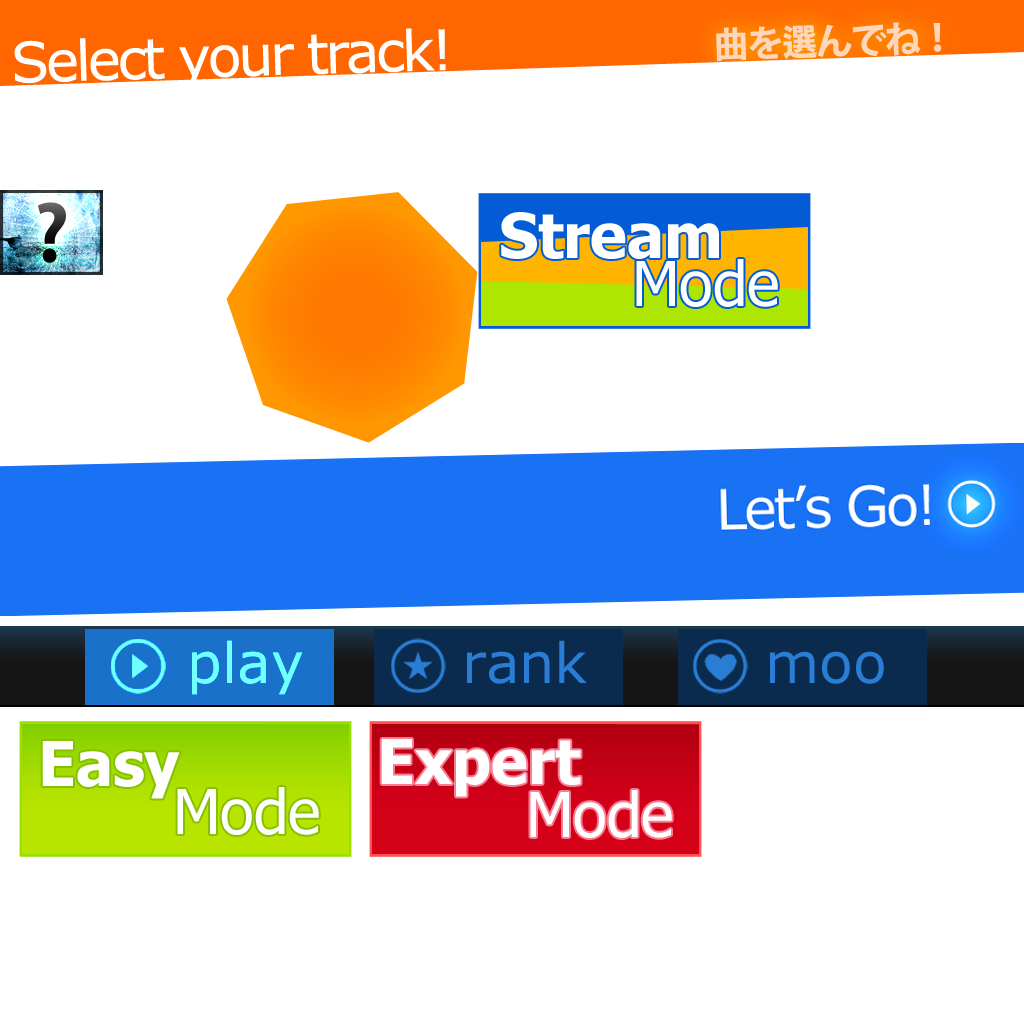 Select your track!
曲を選んでね！
?
Stream
Mode
Let's Go!
play
rank
moo
Easy
Mode
Expert
Mode